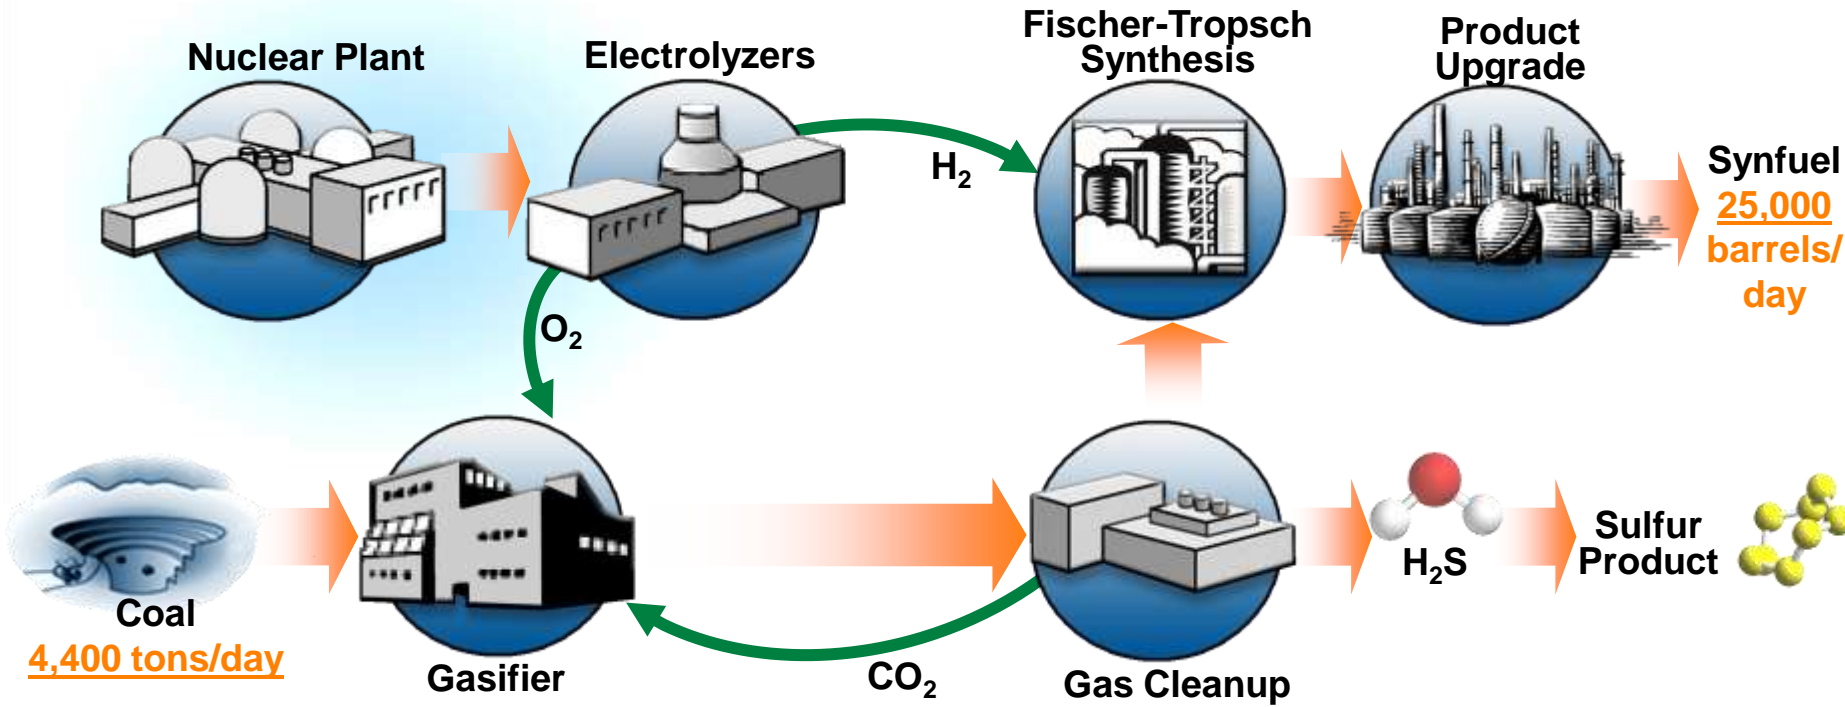 Nuclear Plant
Electrolyzers
Fischer-Tropsch
Synthesis
Product
Upgrade
H₂
Synfuel
25,000
barrels/
day
O₂
Coal
4,400 tons/day
Gasifier
CO₂
Gas Cleanup
H₂S
Sulfur
Product